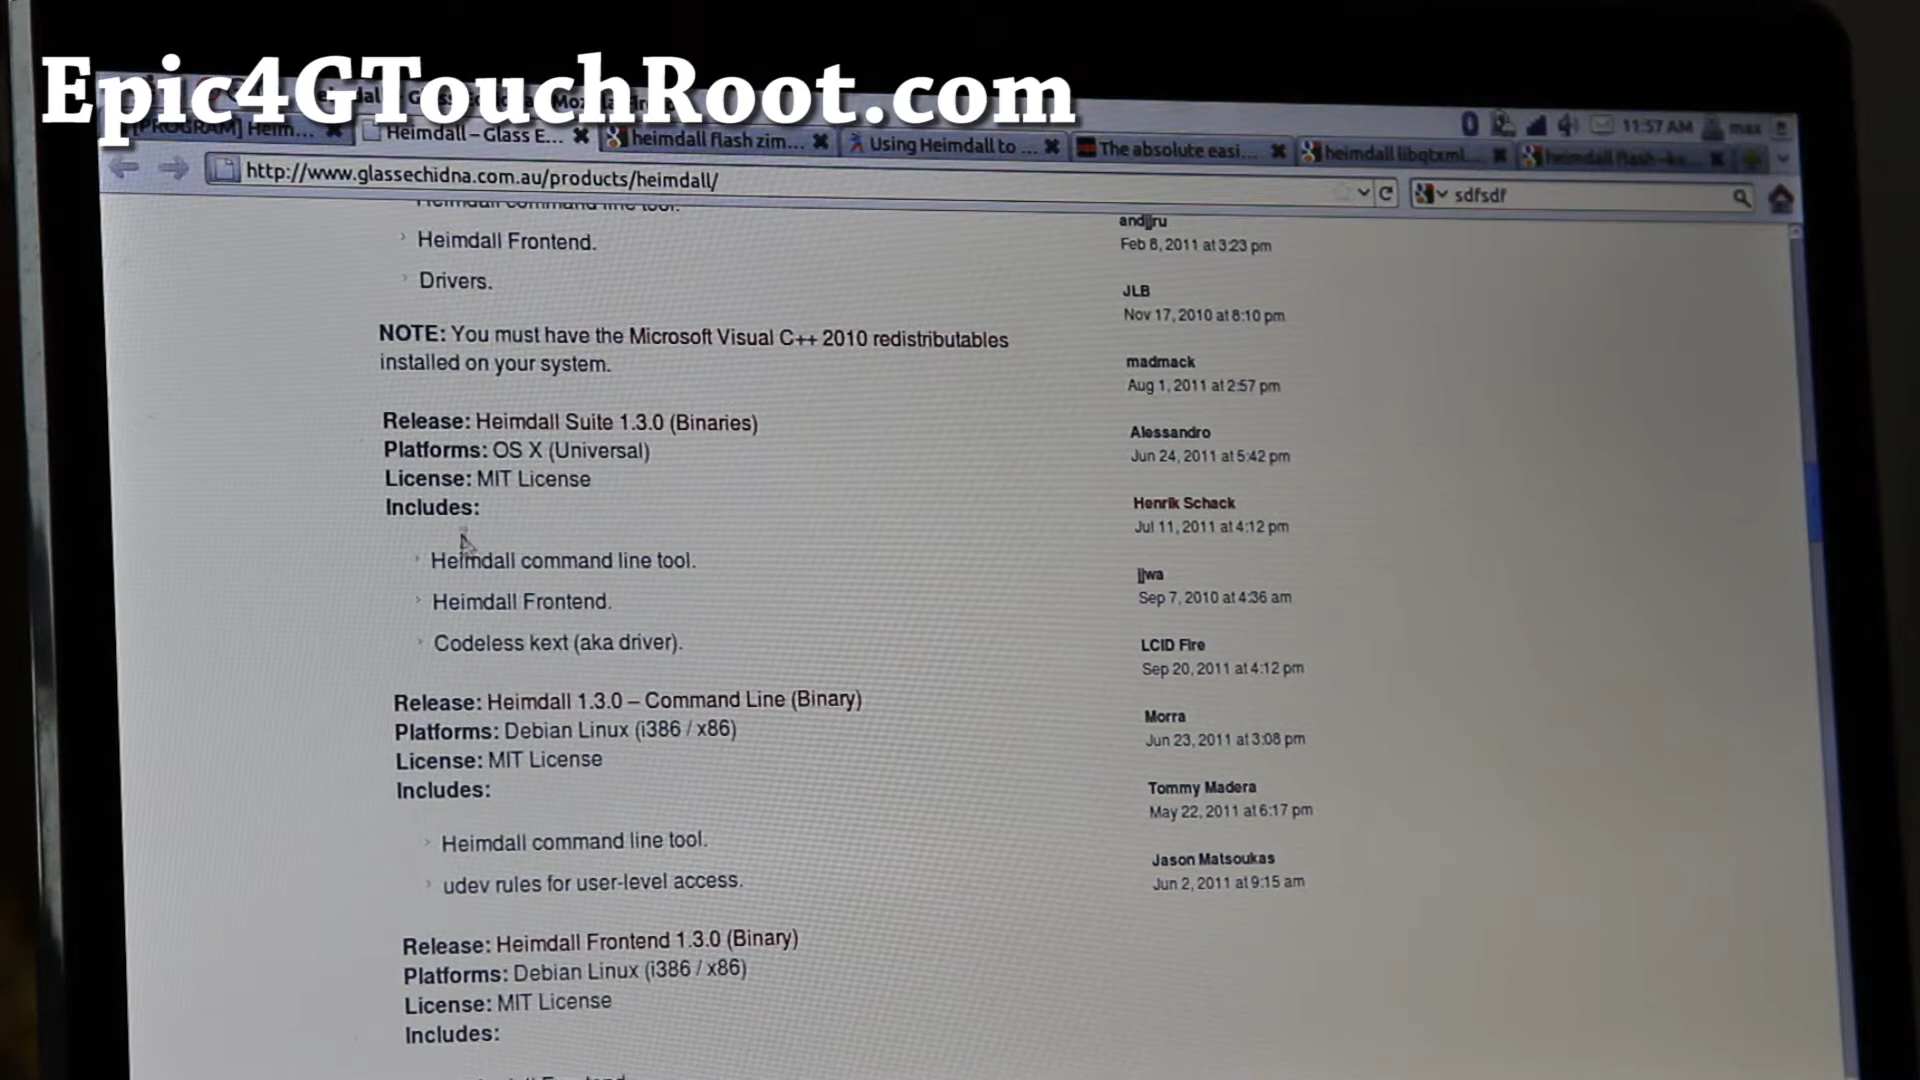 Epic4GTouchRoot.com
[PROGRAM] Heim...
Heimdall – Glass E...
heimdall flash zim...
Using Heimdall to ...
The absolute easi...
heimdall libqtxml...
11:57 AM
max
http://www.glassechidna.com.au/products/heimdall/
sdfsdf
Heimdall command line tool.
Heimdall Frontend.
Drivers.
NOTE: You must have the Microsoft Visual C++ 2010 redistributables
installed on your system.
Release: Heimdall Suite 1.3.0 (Binaries)
Platforms: OS X (Universal)
License: MIT License
Includes:
Heimdall command line tool.
Heimdall Frontend.
Codeless kext (aka driver).
Release: Heimdall 1.3.0 – Command Line (Binary)
Platforms: Debian Linux (i386 / x86)
License: MIT License
Includes:
Heimdall command line tool.
udev rules for user-level access.
Release: Heimdall Frontend 1.3.0 (Binary)
Platforms: Debian Linux (i386 / x86)
License: MIT License
Includes:
andjjru
Feb 8, 2011 at 3:23 pm
JLB
Nov 17, 2010 at 8:10 pm
madmack
Aug 1, 2011 at 2:57 pm
Alessandro
Jun 24, 2011 at 5:42 pm
Henrik Schack
Jul 11, 2011 at 4:12 pm
jjwa
Sep 7, 2010 at 4:36 am
LCID Fire
Sep 20, 2011 at 4:12 pm
Morra
Jun 23, 2011 at 3:08 pm
Tommy Madera
May 22, 2011 at 6:17 pm
Jason Matsoukas
Jun 2, 2011 at 9:15 am